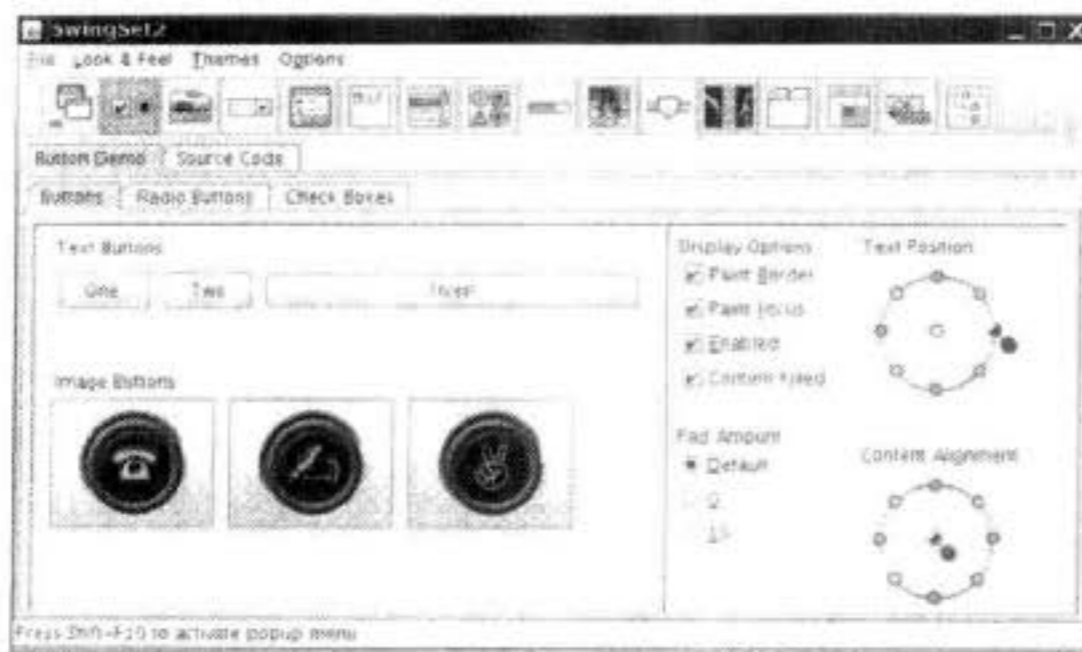 SwingSet2
File Look & Feel Themes Options
Button Demo Source Code
Buttons Radio Buttons Check Boxes
Text Buttons
One Two
Image Buttons
Display Options
Paint Border
Paint Focus
Enabled
Content Filled
Pad Amount
Default
0
10
Text Position
Content Alignment
Press Shift-F10 to activate popup menu